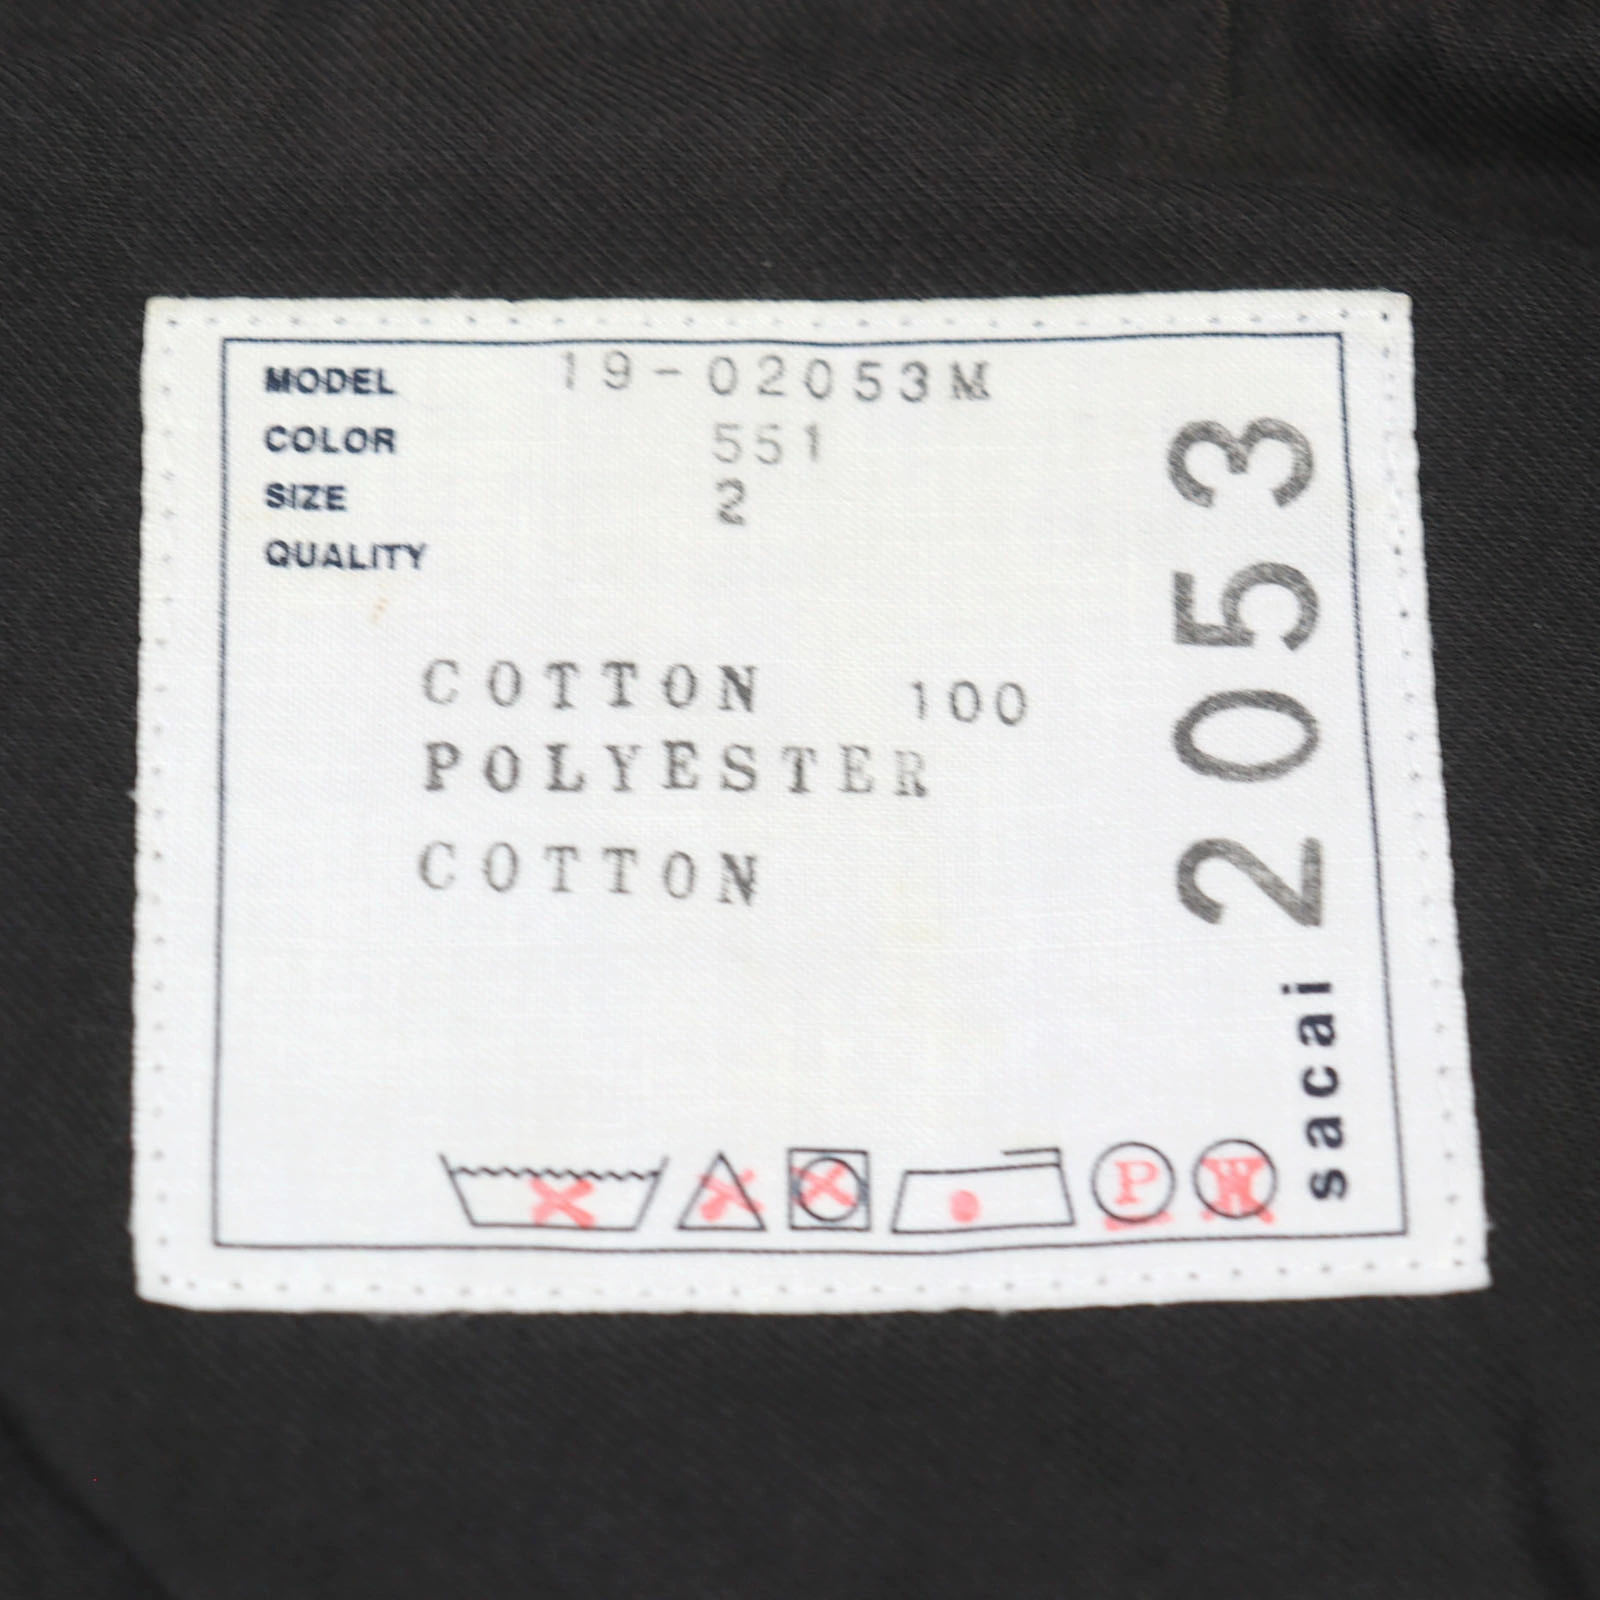 MODEL 19-02053M
COLOR 551
SIZE 2
QUALITY
COTTON 100
POLYESTER
COTTON
P W
sacai 2053